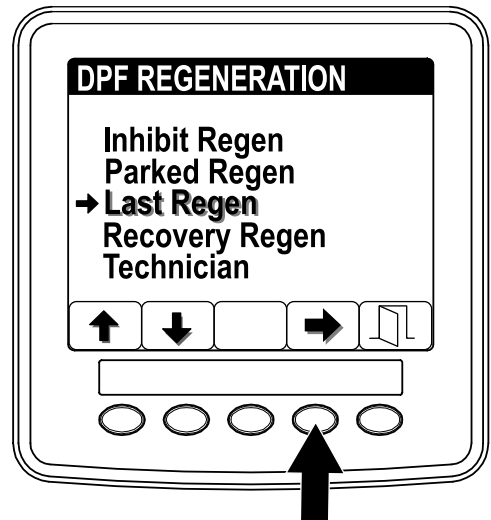 DPF REGENERATION
Inhibit Regen
Parked Regen
Last Regen
Recovery Regen
Technician